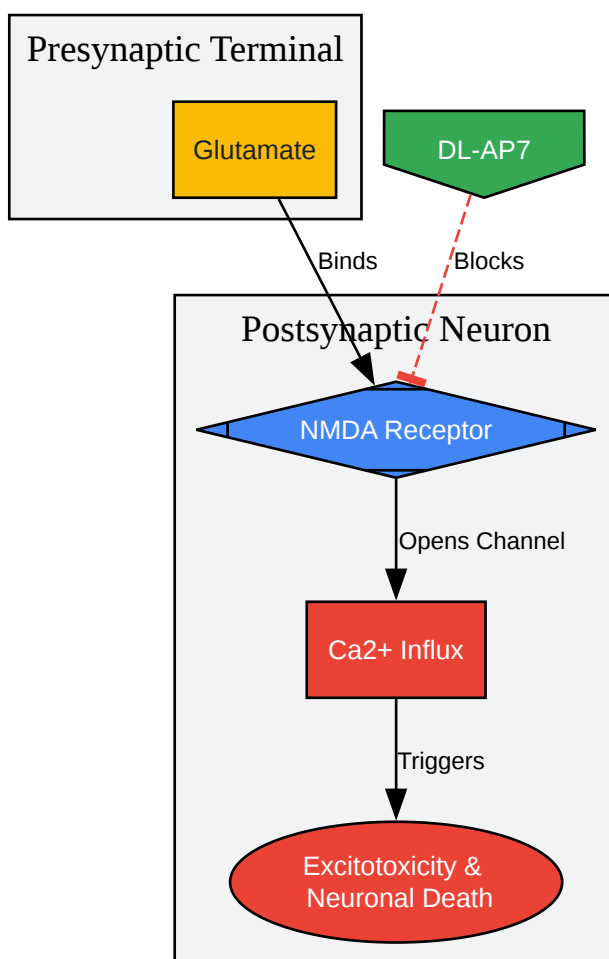 Presynaptic Terminal
Glutamate
DL-AP7
Binds
Blocks
Postsynaptic Neuron
NMDA Receptor
Opens Channel
Ca2+ Influx
Triggers
Excitotoxicity &
Neuronal Death